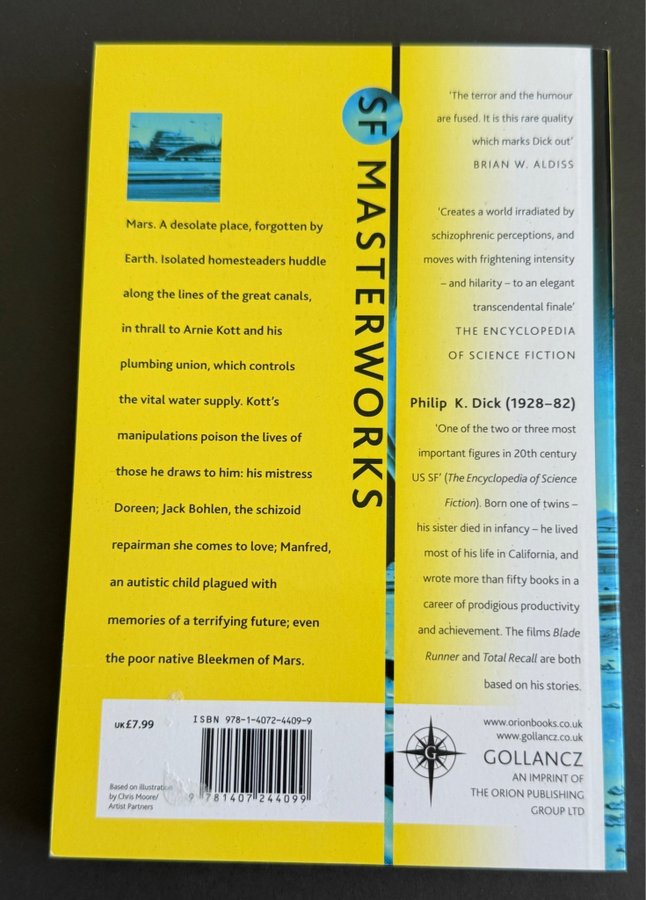 Mars. A desolate place, forgotten by
Earth. Isolated homesteaders huddle
along the lines of the great canals,
in thrall to Arnie Kott and his
plumbing union, which controls
the vital water supply. Kott's
manipulations poison the lives of
those he draws to him: his mistress
Doreen; Jack Bohlen, the schizoid
repairman she comes to love; Manfred,
an autistic child plagued with
memories of a terrifying future; even
the poor native Bleekmen of Mars.
UK£7.99
ISBN 978-1-4072-4409-9
9 781407 244099
Based on illustration
by Chris Moore/
Artist Partners
SF MASTERWORKS
'The terror and the humour
are fused. It is this rare quality
which marks Dick out'
BRIAN W. ALDISS
'Creates a world irradiated by
schizophrenic perceptions, and
moves with frightening intensity
– and hilarity – to an elegant
transcendental finale'
THE ENCYCLOPEDIA
OF SCIENCE FICTION
Philip K. Dick (1928–82)
'One of the two or three most
important figures in 20th century
US SF' (The Encyclopedia of Science
Fiction). Born one of twins –
his sister died in infancy – he lived
most of his life in California, and
wrote more than fifty books in a
career of prodigious productivity
and achievement. The films Blade
Runner and Total Recall are both
based on his stories.
www.orionbooks.co.uk
www.gollancz.co.uk
G
GOLLANCZ
AN IMPRINT OF
THE ORION PUBLISHING
GROUP LTD